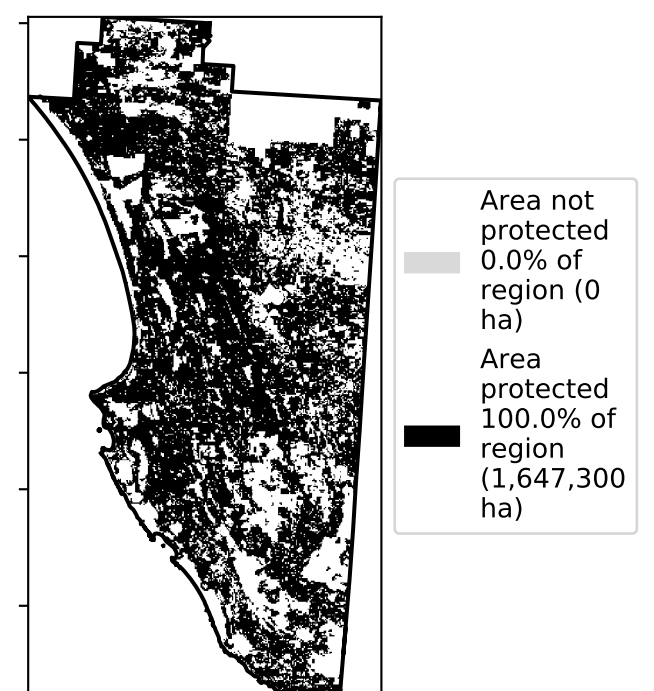 Area not
protected
0.0% of
region (0
ha)
Area
protected
100.0% of
region
(1,647,300
ha)